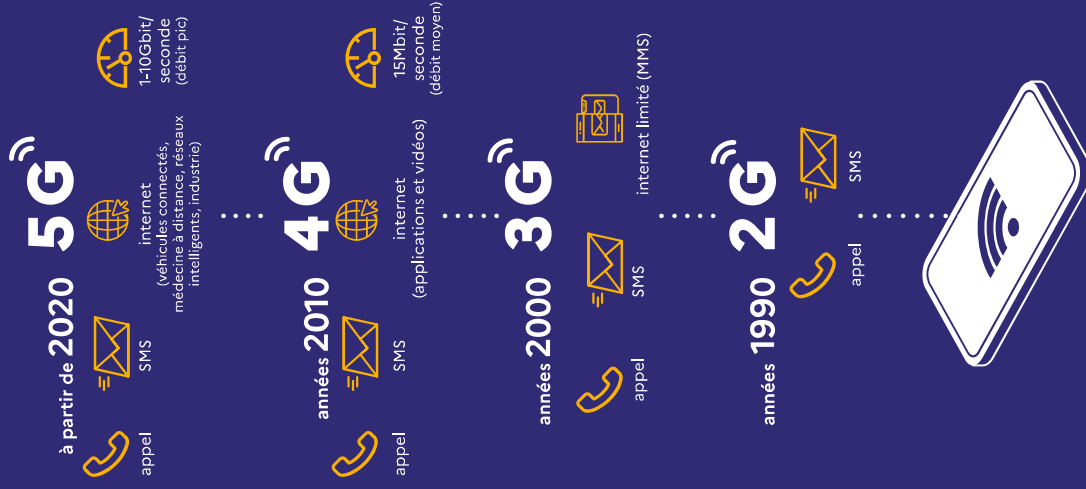 à partir de 2020 5G
appel
SMS
internet
(véhicules connectés,
médecine à distance, réseaux
intelligents, industrie)
1-10Gbit/
seconde
(débit pic)
années 2010 4G
appel
SMS
internet
(applications et vidéos)
15Mbit/
seconde
(débit moyen)
années 2000 3G
appel
SMS
internet limité (MMS)
années 1990 2G
appel
SMS